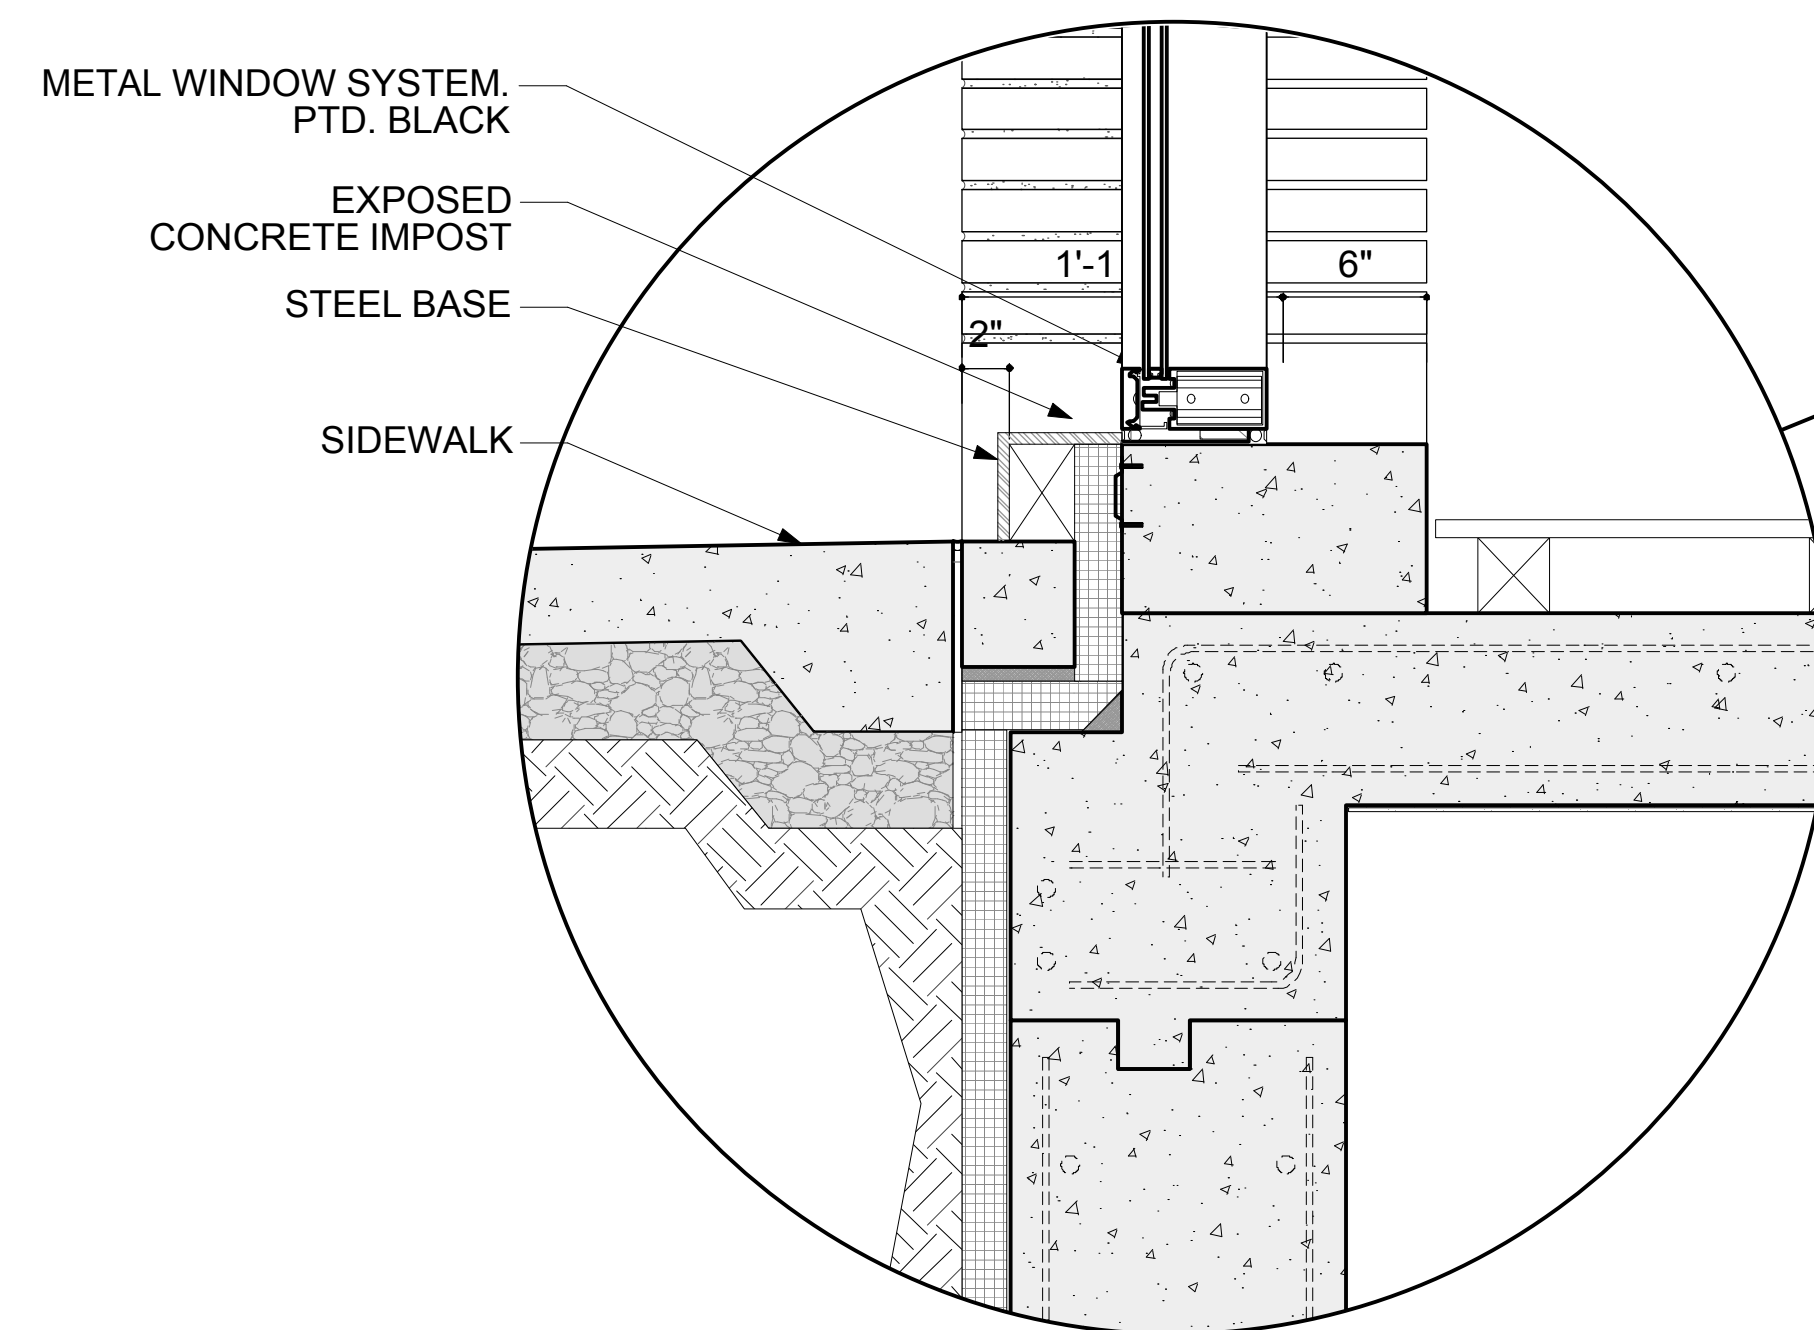 METAL WINDOW SYSTEM.
PTD. BLACK
EXPOSED
CONCRETE IMPOST
STEEL BASE
SIDEWALK
1'-1
6"
2"